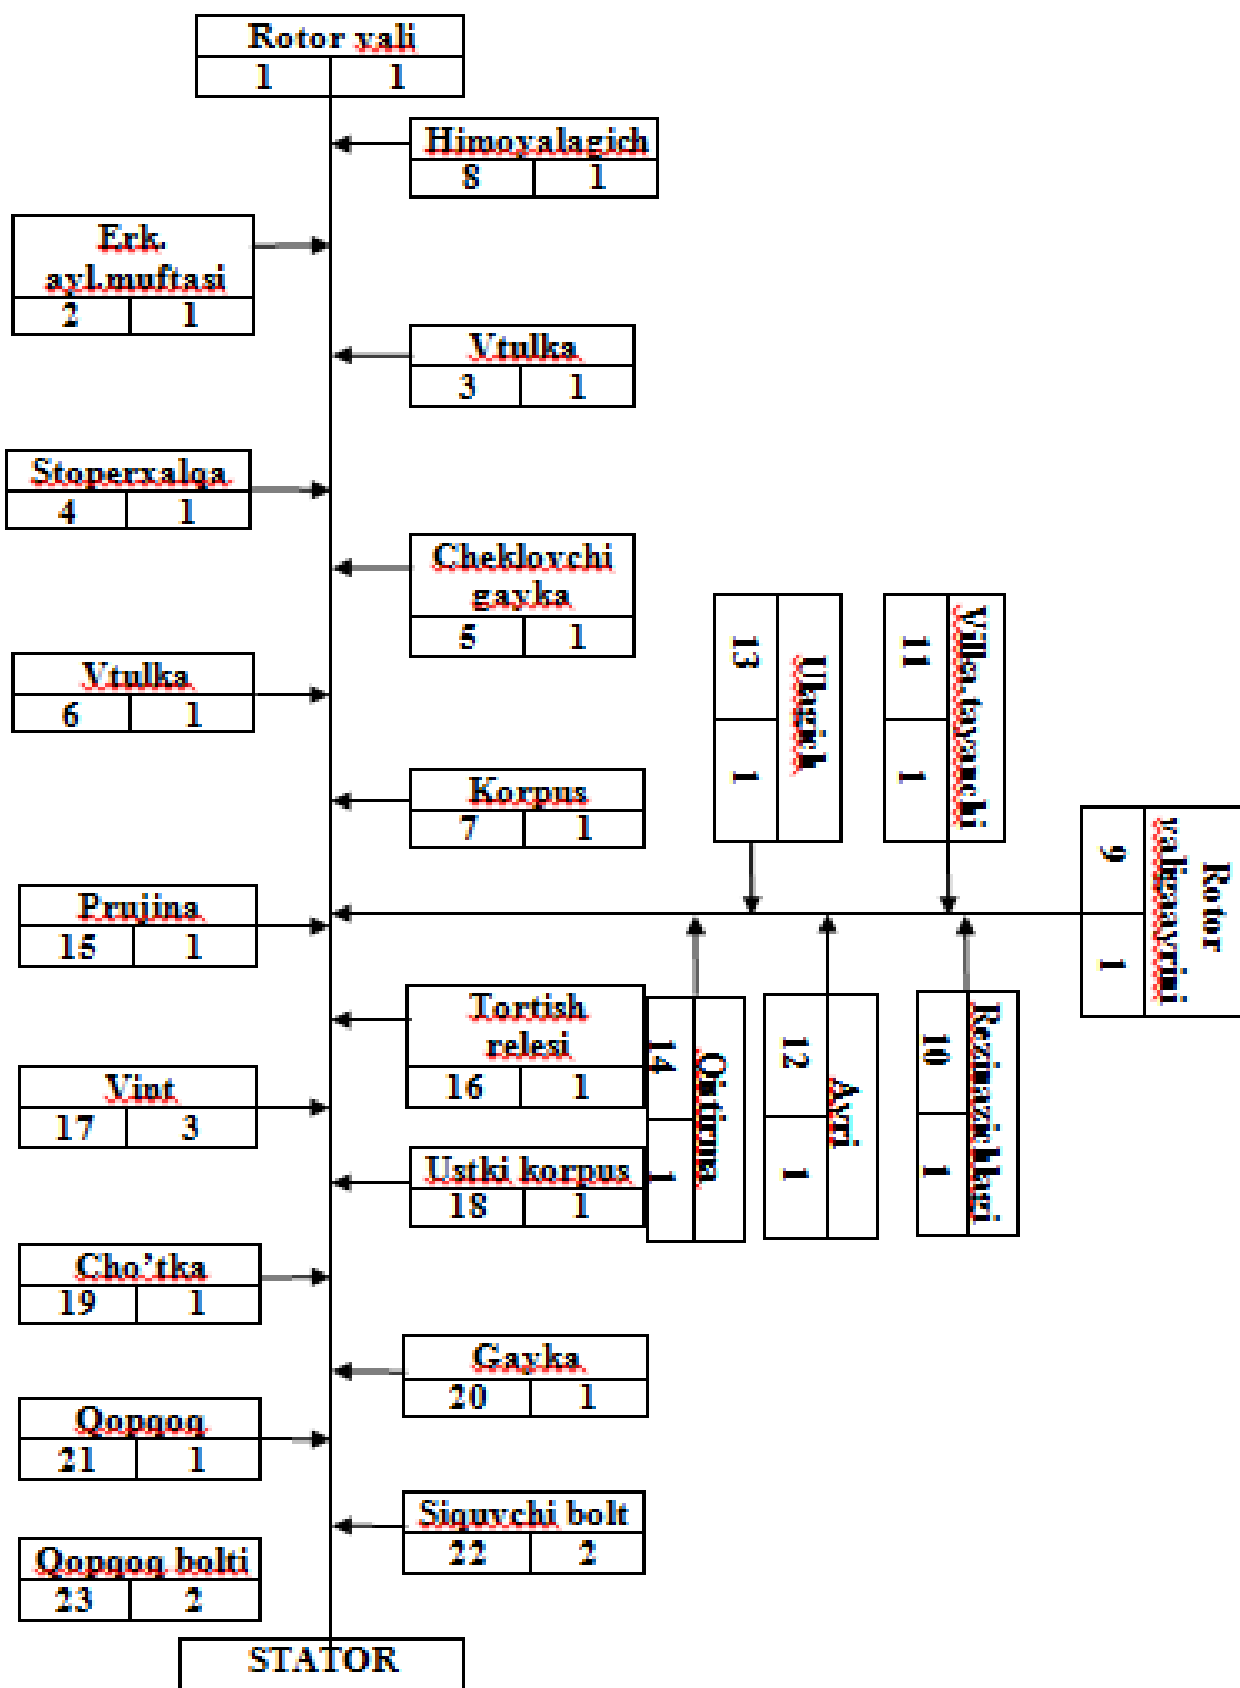 Rotor vali
1 1
Himoyalagich
8 1
Erk.
ayl.muftasi
2 1
Vtulka
3 1
Stoperxalqa
4 1
Cheklovchi
gayka
5 1
Vtulka
6 1
Korpus
7 1
Ulagich
13 1
Vilka tayanchi
11 1
Rotor
valigaayrisi
9 1
Prujina
15 1
Tortish
relesi
16 1
Qistirma
14 1
Ayri
12 1
10 1
Vint
17 3
Ustki korpus
18 1
Cho’tka
19 1
Gayka
20 1
Qopqoq
21 1
Siquvchi bolt
22 2
Qopqoq bolti
23 2
STATOR